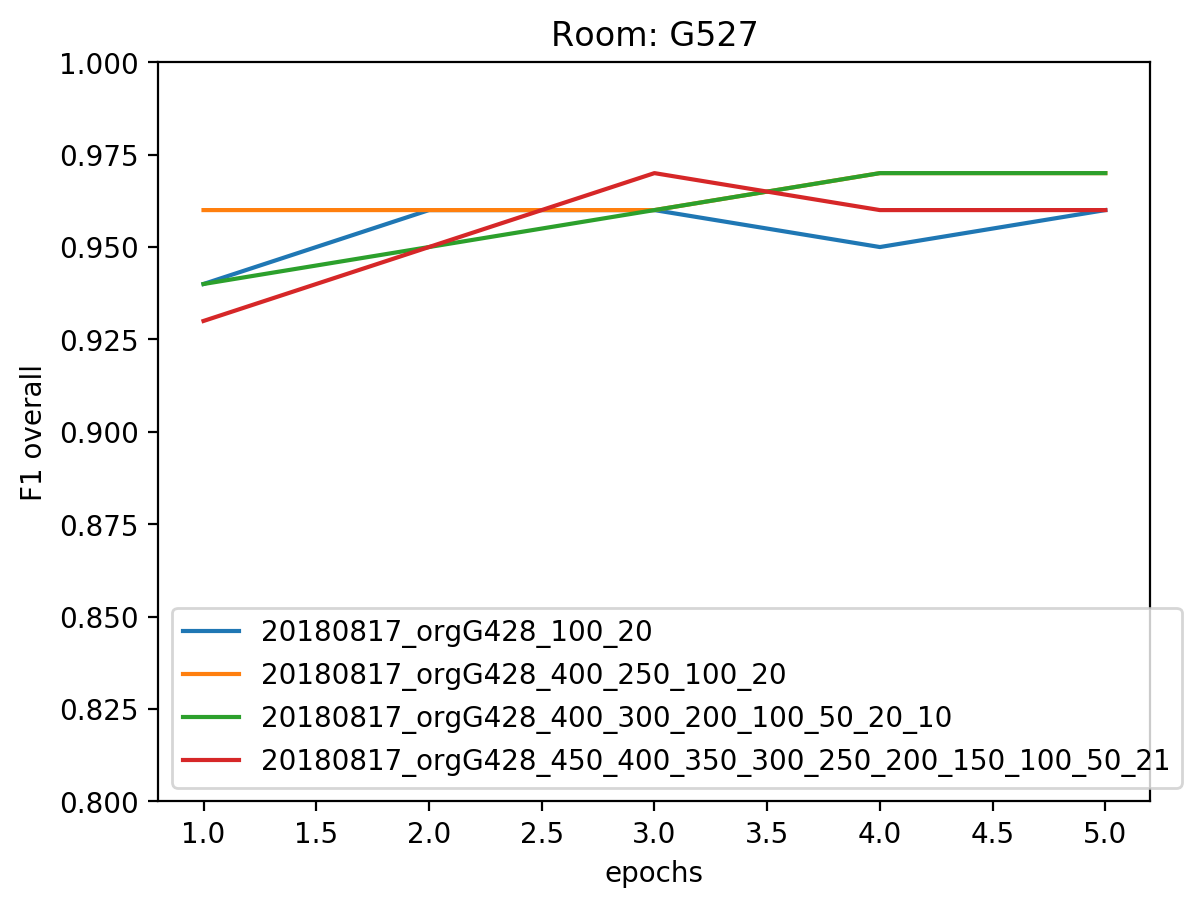 Room: G527
1.000
0.975
0.950
0.925
0.900
0.875
0.850
0.825
0.800
F1 overall
20180817_orgG428_100_20
20180817_orgG428_400_250_100_20
20180817_orgG428_400_300_200_100_50_20_10
20180817_orgG428_450_400_350_300_250_200_150_100_50_21
1.0 1.5 2.0 2.5 3.0 3.5 4.0 4.5 5.0
epochs